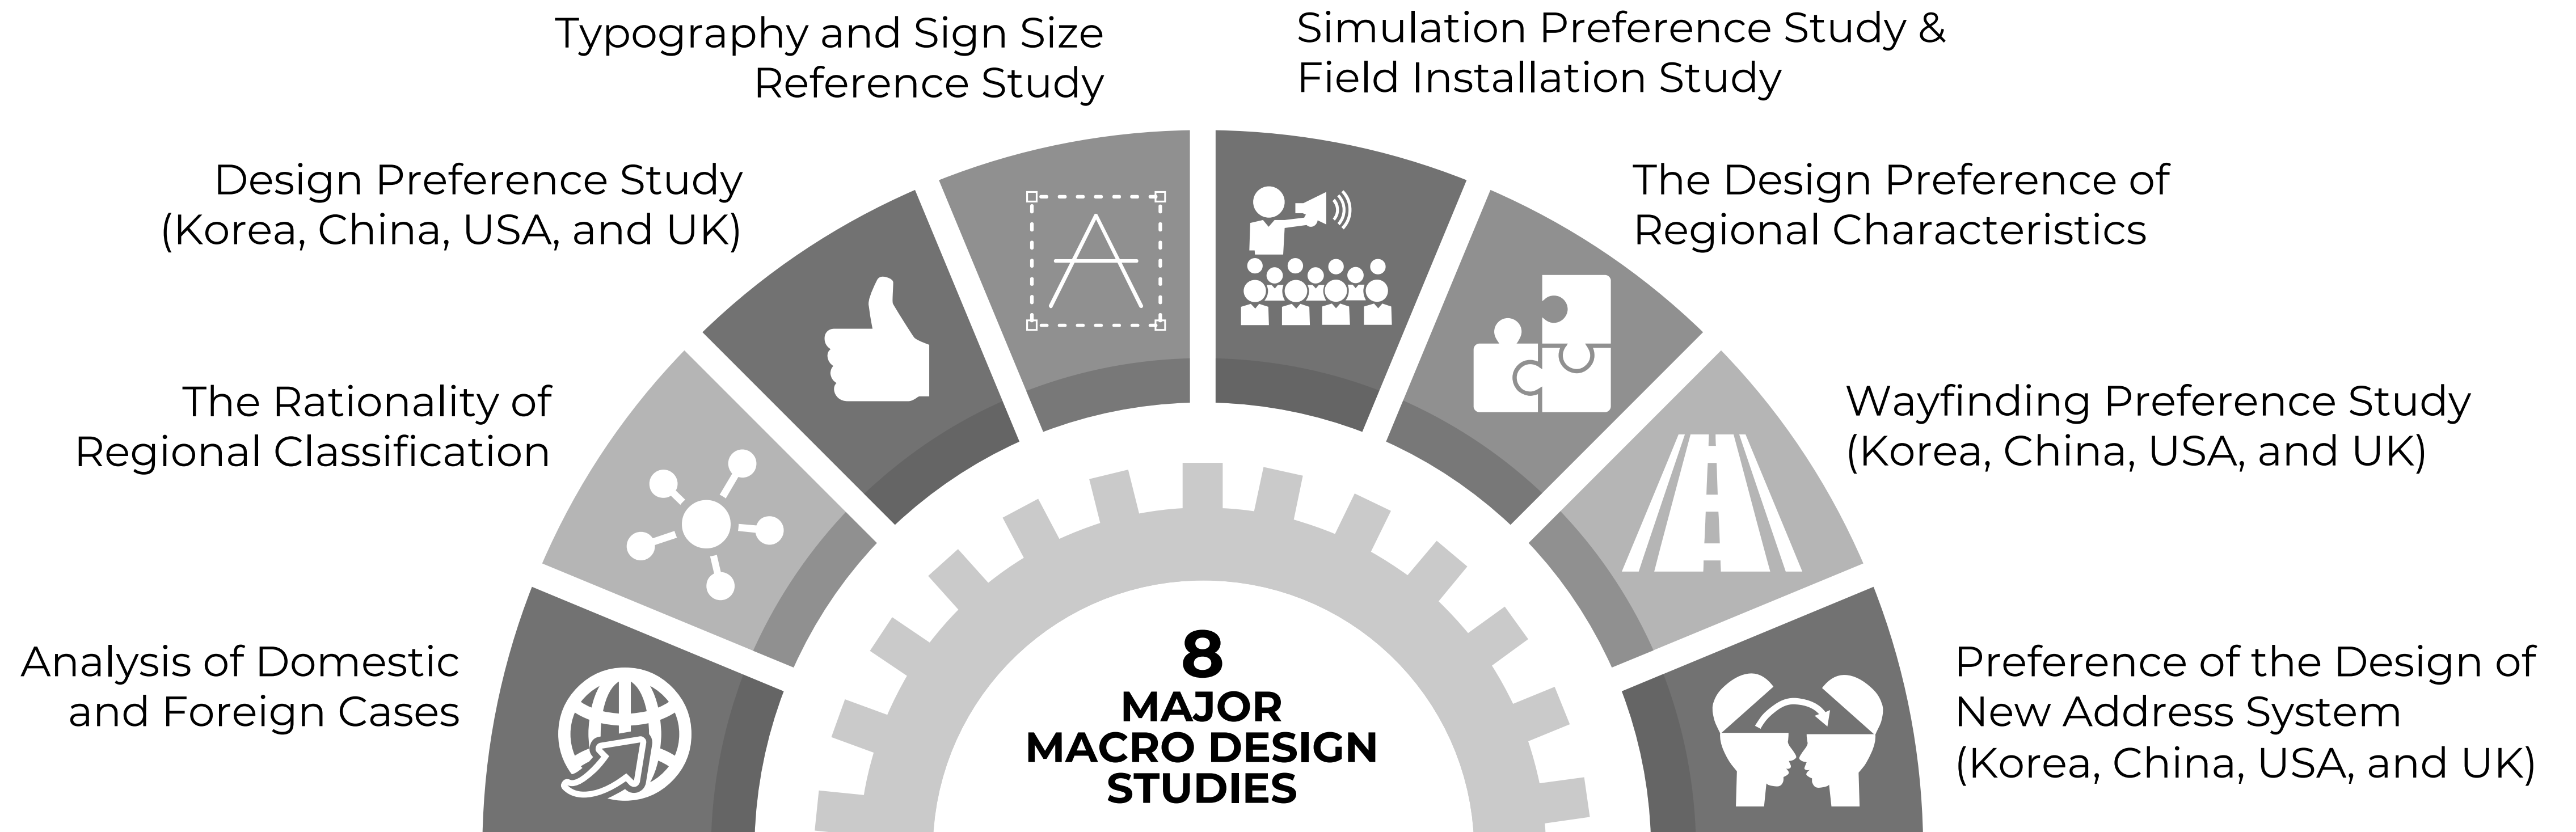 Typography and Sign Size
Reference Study
Simulation Preference Study &
Field Installation Study
Design Preference Study
(Korea, China, USA, and UK)
The Design Preference of
Regional Characteristics
The Rationality of
Regional Classification
Wayfinding Preference Study
(Korea, China, USA, and UK)
Analysis of Domestic
and Foreign Cases
8
MAJOR
MACRO DESIGN
STUDIES
Preference of the Design of
New Address System
(Korea, China, USA, and UK)